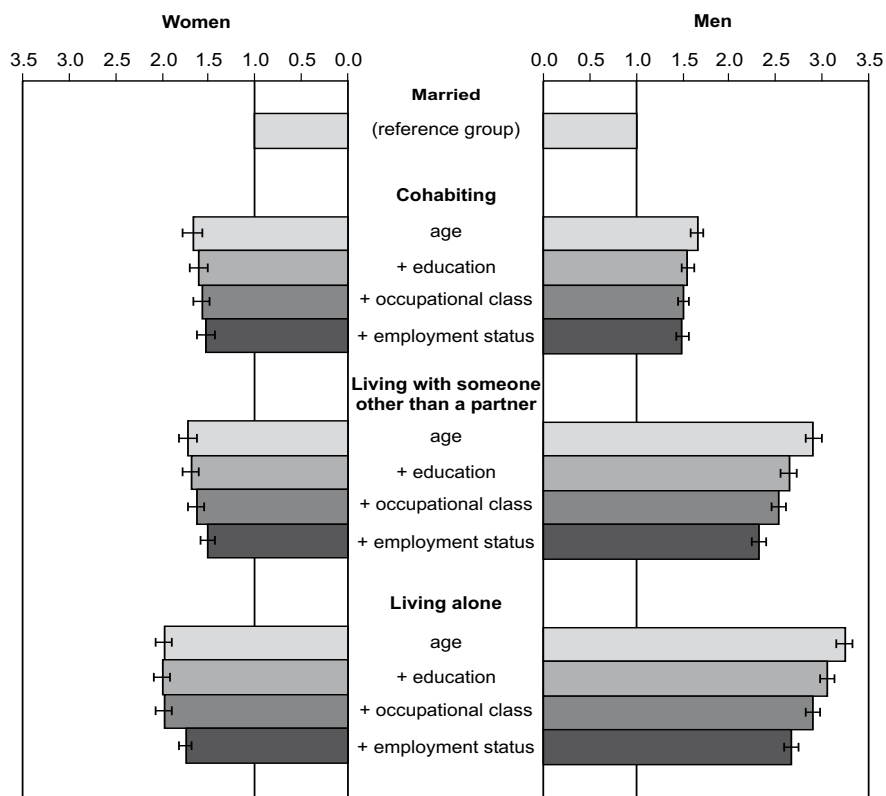 Women Men
3.5 3.0 2.5 2.0 1.5 1.0 0.5 0.0 0.0 0.5 1.0 1.5 2.0 2.5 3.0 3.5
Married
(reference group)
Cohabiting
age
+ education
+ occupational class
+ employment status
Living with someone
other than a partner
age
+ education
+ occupational class
+ employment status
Living alone
age
+ education
+ occupational class
+ employment status